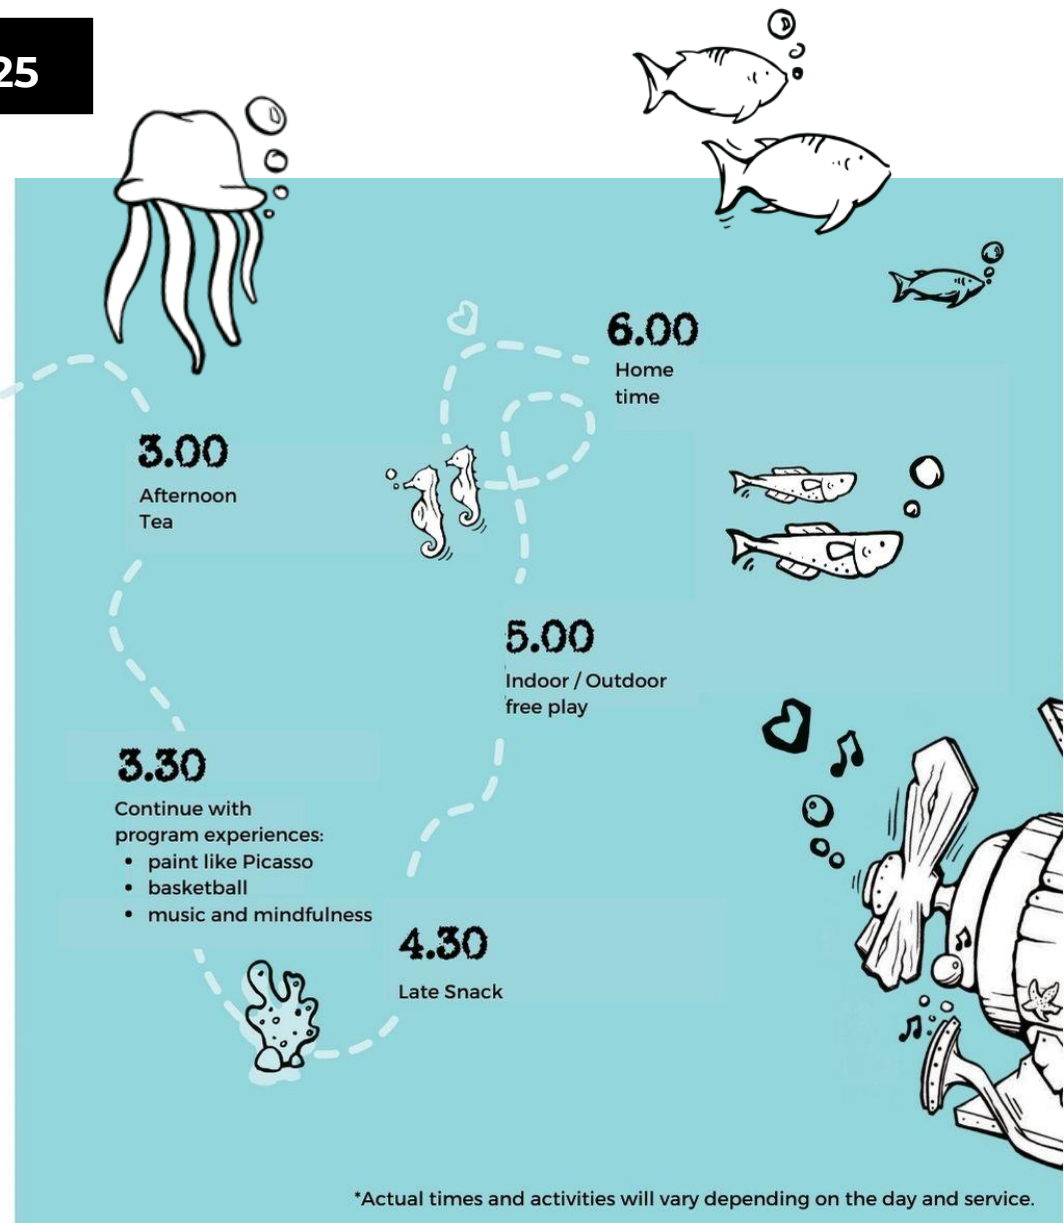 25
3.00
Afternoon
Tea
3.30
Continue with
program experiences:
• paint like Picasso
• basketball
• music and mindfulness
4.30
Late Snack
5.00
Indoor / Outdoor
free play
6.00
Home
time
*Actual times and activities will vary depending on the day and service.